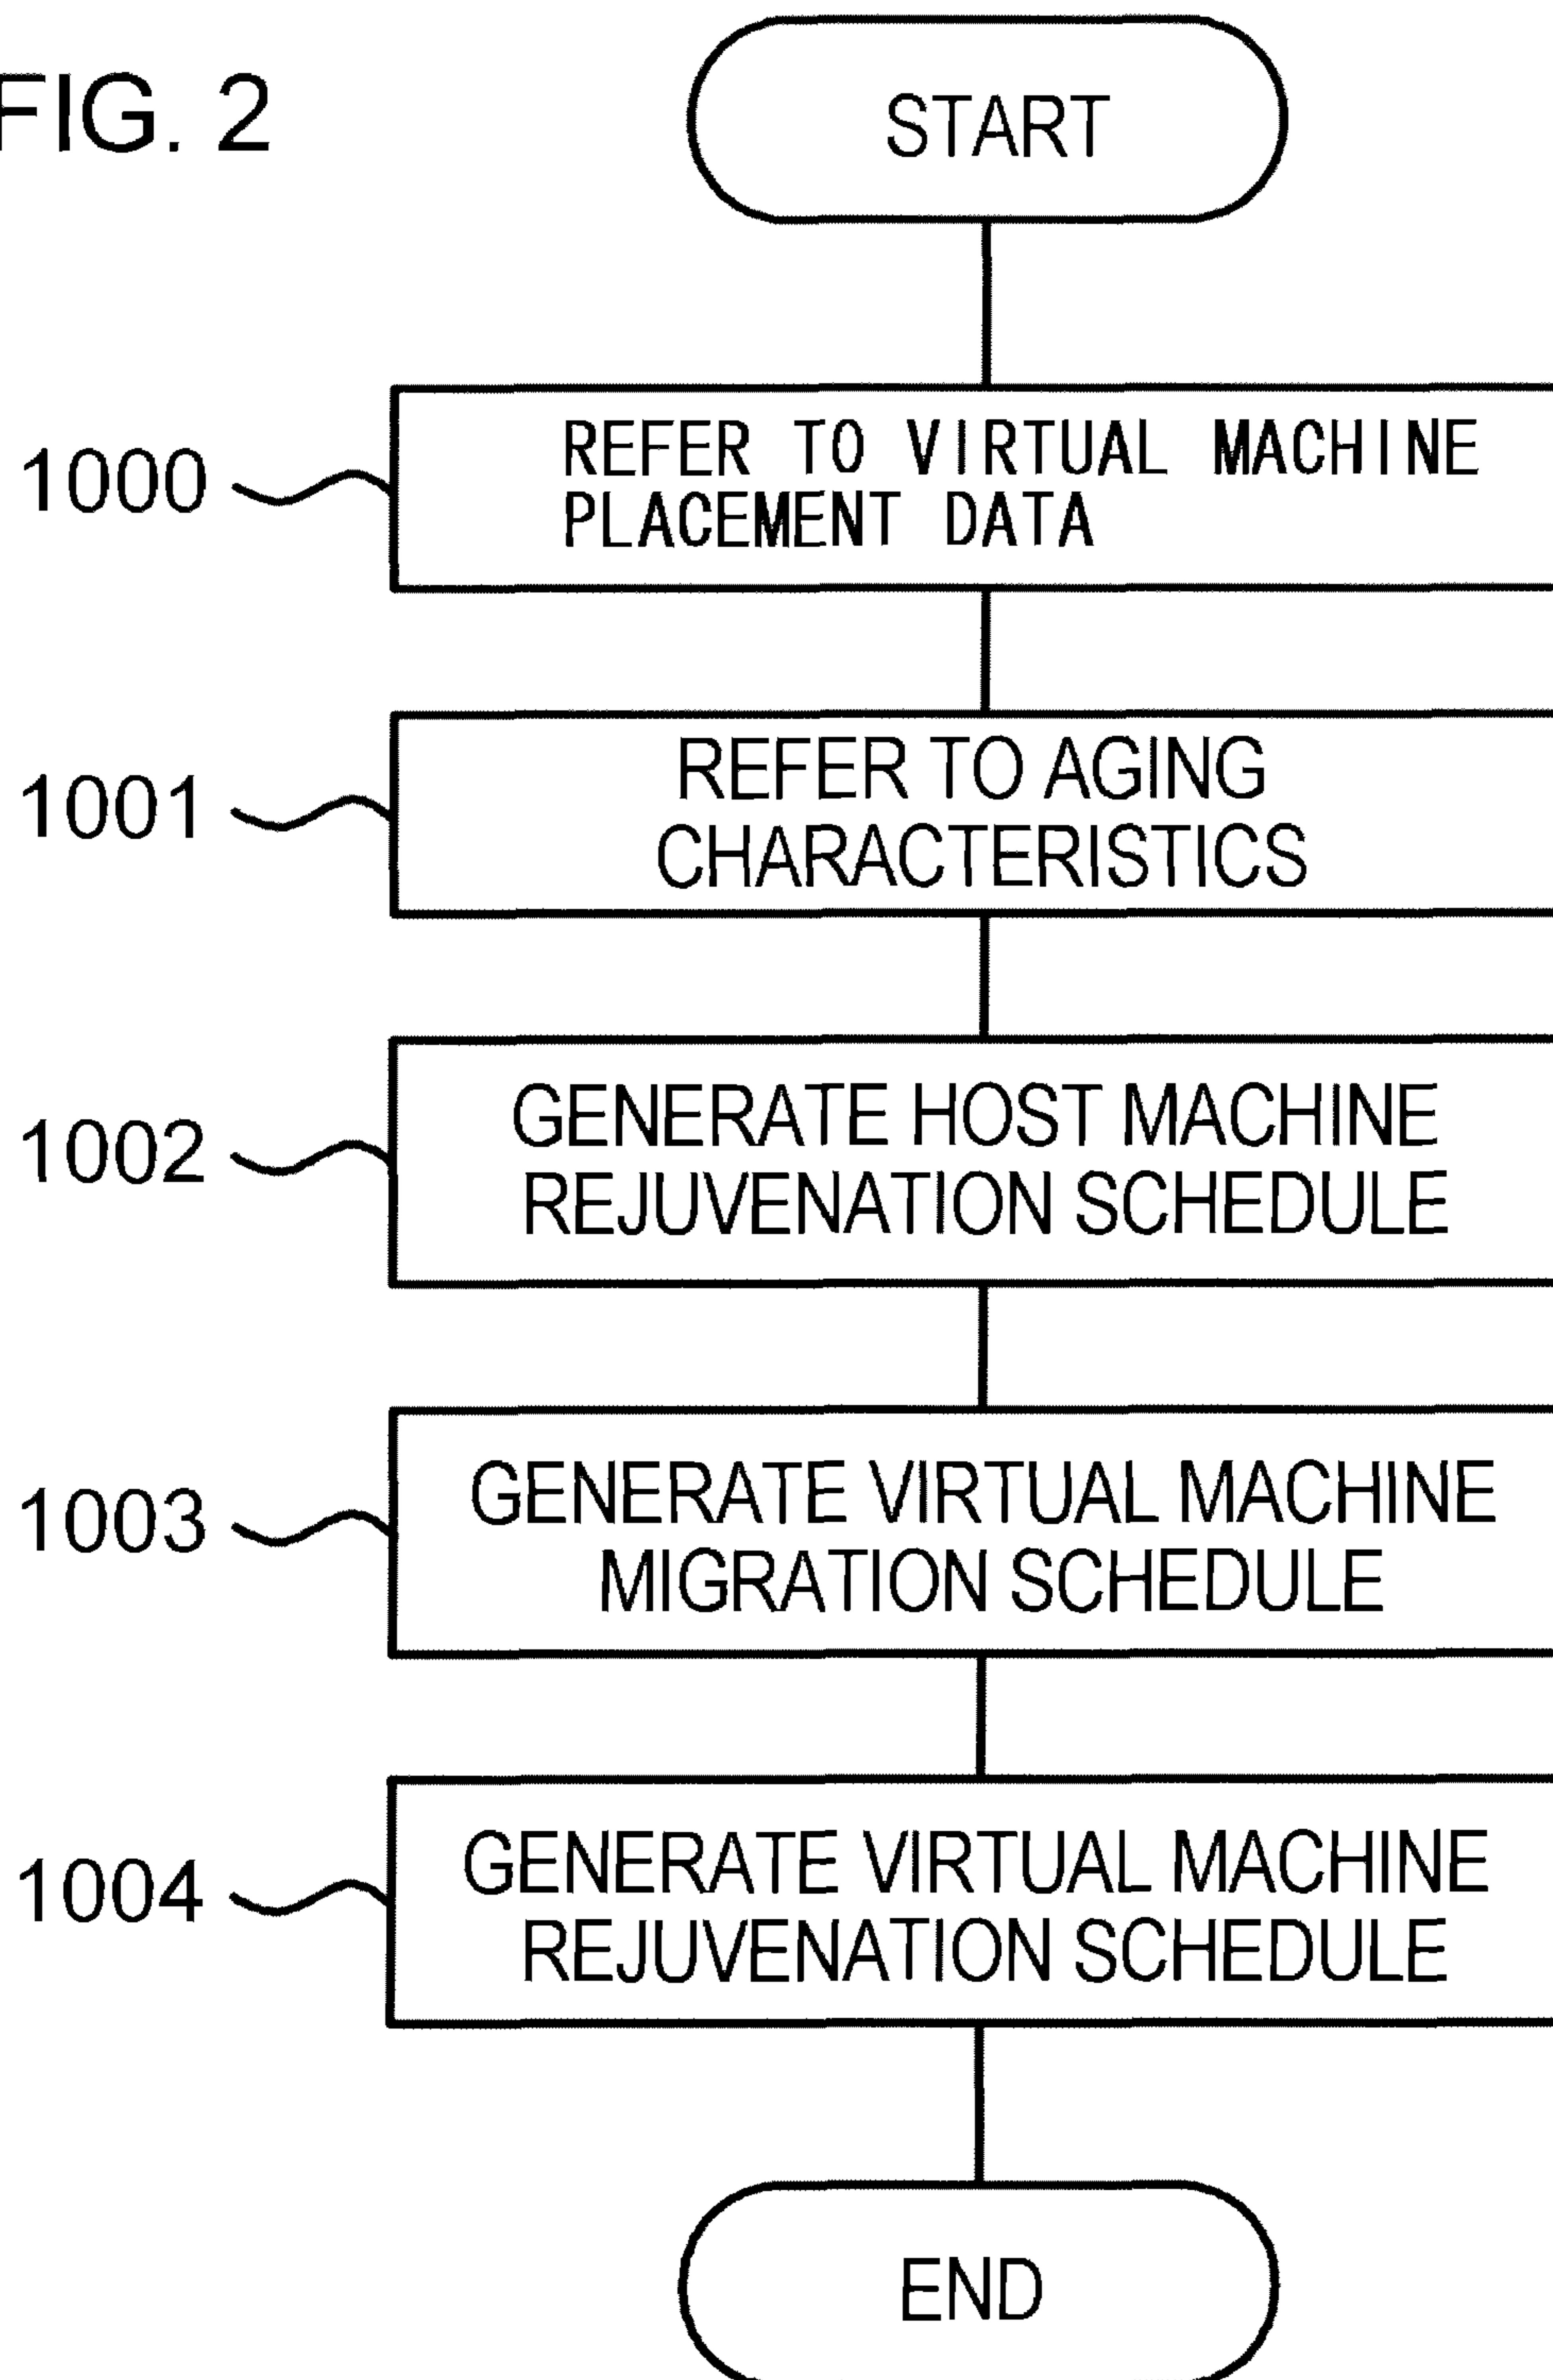 FIG. 2
START
1000
REFER TO VIRTUAL MACHINE
PLACEMENT DATA
1001
REFER TO AGING
CHARACTERISTICS
1002
GENERATE HOST MACHINE
REJUVENATION SCHEDULE
1003
GENERATE VIRTUAL MACHINE
MIGRATION SCHEDULE
1004
GENERATE VIRTUAL MACHINE
REJUVENATION SCHEDULE
END